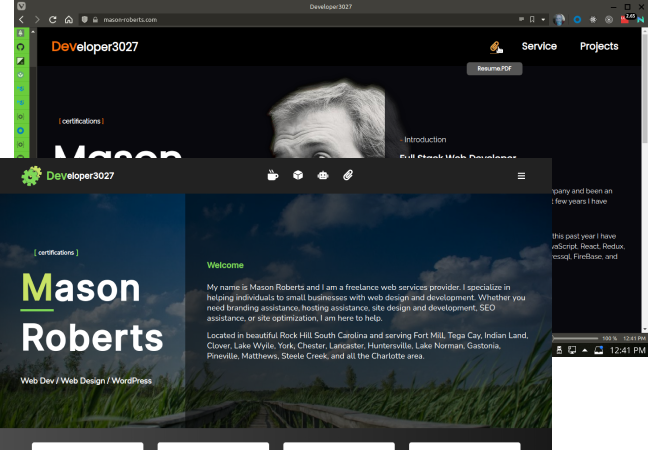 Developer3027
mason-roberts.com
2.65
Developer3027
Service
Projects
Resume.PDF
[ certifications ]
- Introduction
Mason
Full Stack Web Developer
pany and been an
few years I have
this past year I have
vaScript, React, Redux,
ressql, FireBase, and
100 %
12:41 PM
12:41 PM
Developer3027
[ certifications ]
Mason
Roberts
Web Dev / Web Design / WordPress
Welcome
My name is Mason Roberts and I am a freelance web services provider. I specialize in
helping individuals to small businesses with web design and development. Whether you
need branding assistance, hosting assistance, site design and development, SEO
assistance, or site optimization, I am here to help.
Located in beautiful Rock Hill South Carolina and serving Fort Mill, Tega Cay, Indian Land,
Clover, Lake Wylie, York, Chester, Lancaster, Huntersville, Lake Norman, Gastonia,
Pineville, Matthews, Steele Creek, and all the Charlotte area.